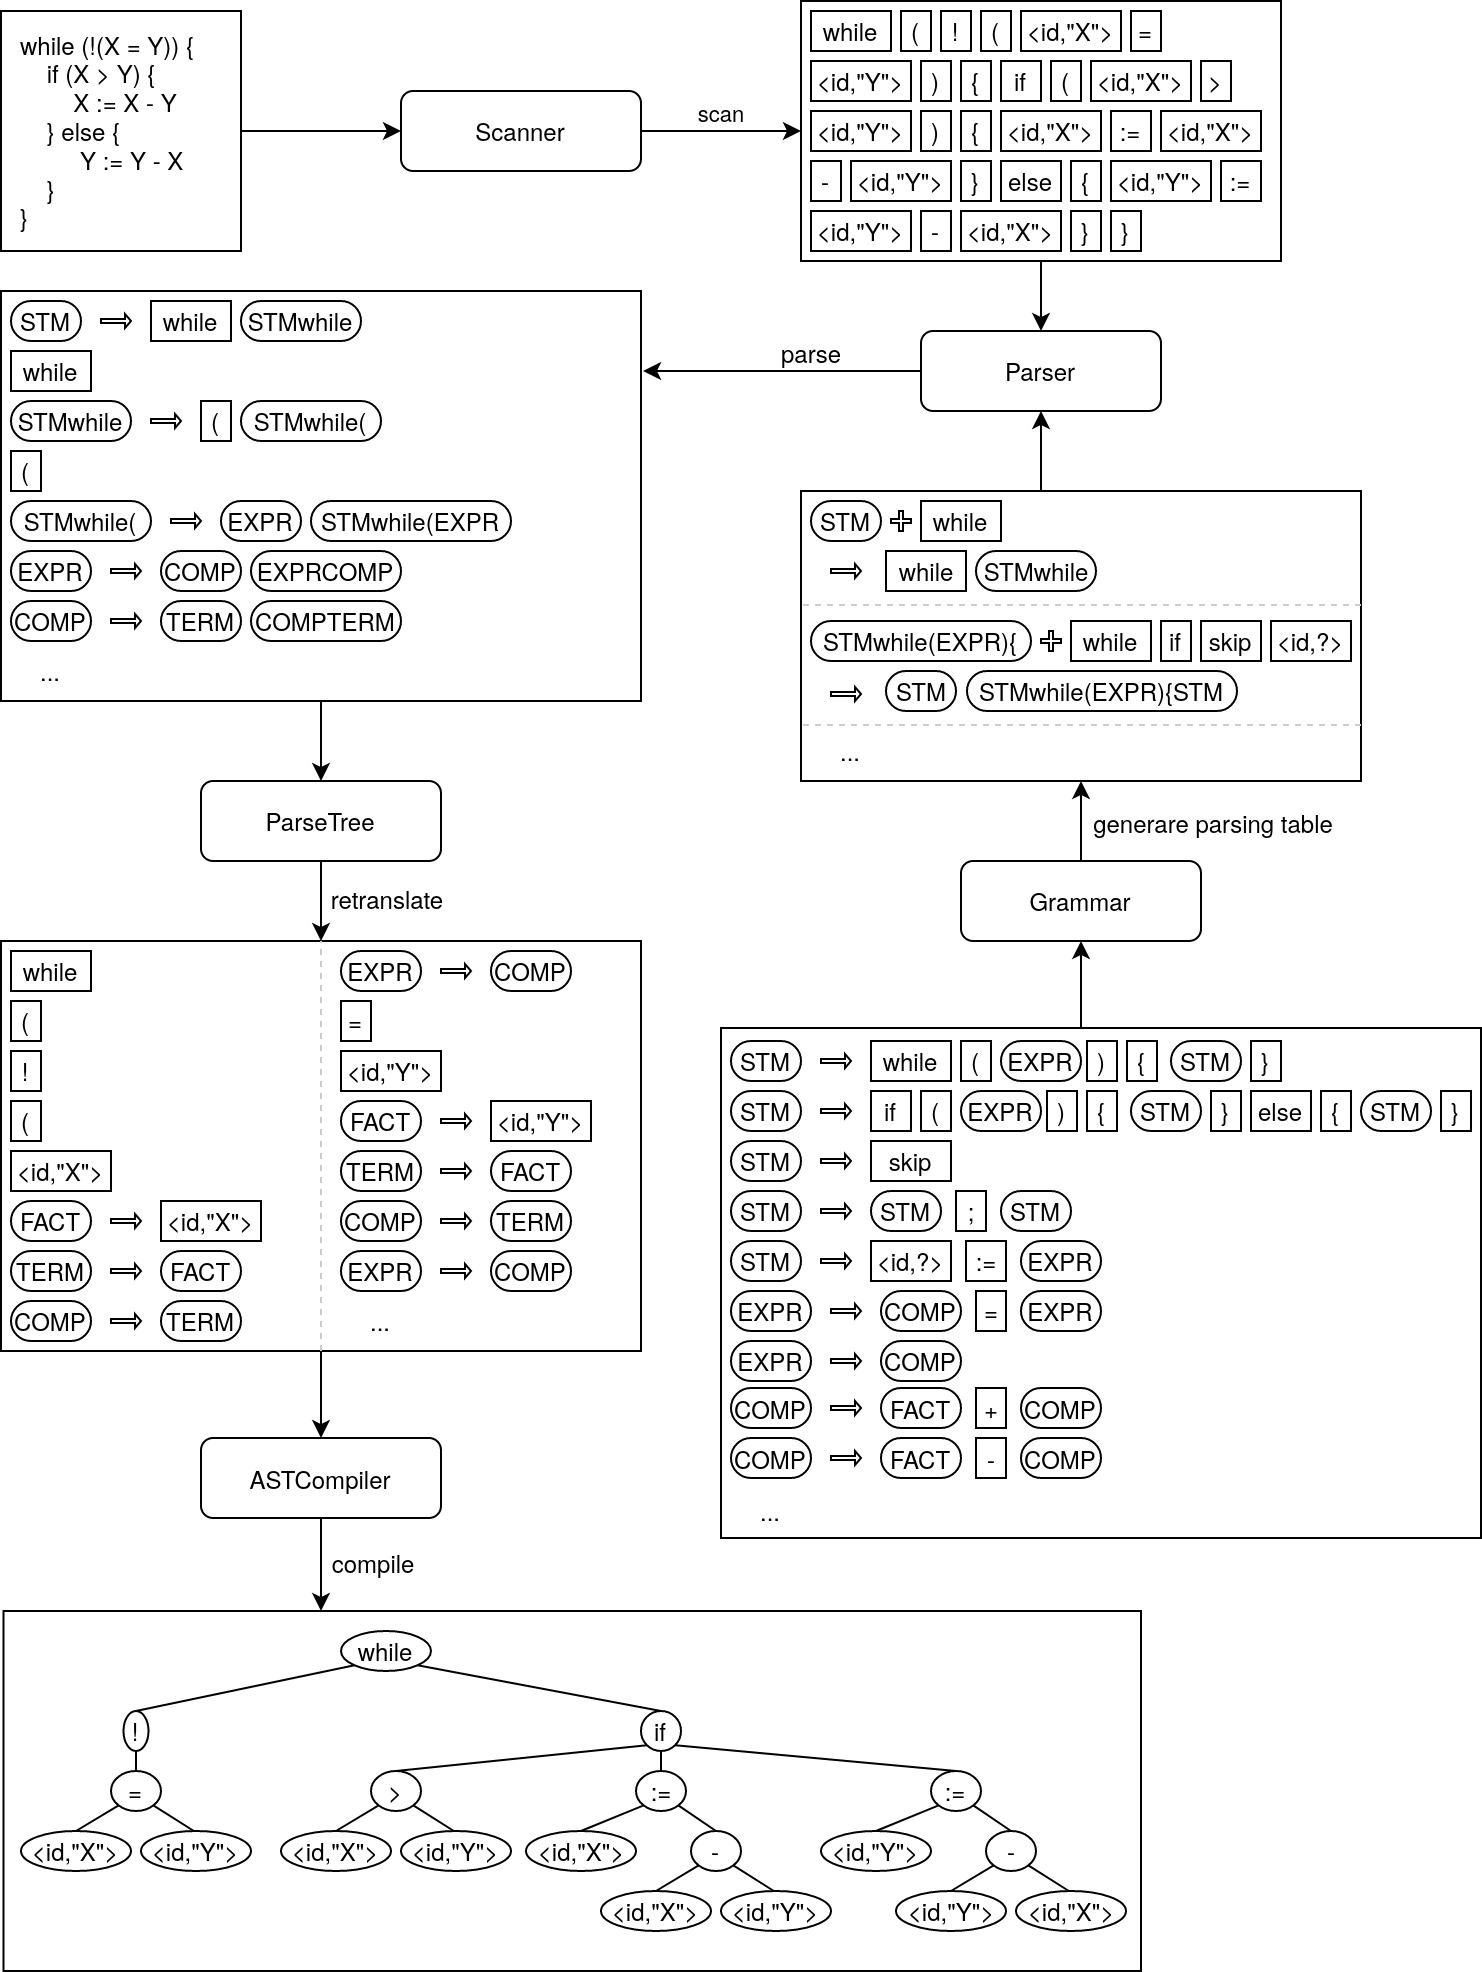 while (!(X = Y)) {
if (X > Y) {
X := X - Y
} else {
Y := Y - X
}
}
Scanner
scan
while ( ! ( <id,"X"> =
<id,"Y"> ) { if ( <id,"X"> >
<id,"Y"> ) { <id,"X"> := <id,"X">
- <id,"Y"> } else { <id,"Y"> :=
<id,"Y"> - <id,"X"> } }
Parser
parse
STM while STMwhile
while
STMwhile ( STMwhile(
(
STMwhile( EXPR STMwhile(EXPR
EXPR COMP EXPRCOMP
COMP TERM COMPTERM
...
STM while
while STMwhile
STMwhile(EXPR){ while if skip <id,?>
STM STMwhile(EXPR){STM
...
generare parsing table
Grammar
STM while ( EXPR ) { STM }
STM if ( EXPR ) { STM } else { STM }
STM skip
STM STM ; STM
STM <id,?> := EXPR
EXPR COMP = EXPR
EXPR COMP
COMP FACT + COMP
COMP FACT - COMP
...
ParseTree
retranslate
while
(
!
(
<id,"X">
FACT <id,"X">
TERM FACT
COMP TERM
EXPR COMP
=
<id,"Y">
FACT <id,"Y">
TERM FACT
COMP TERM
EXPR COMP
...
ASTCompiler
compile
while
! if
= > := :=
<id,"X"> <id,"Y"> <id,"X"> <id,"Y"> <id,"X"> - <id,"Y"> -
<id,"X"> <id,"Y"> <id,"Y"> <id,"X">